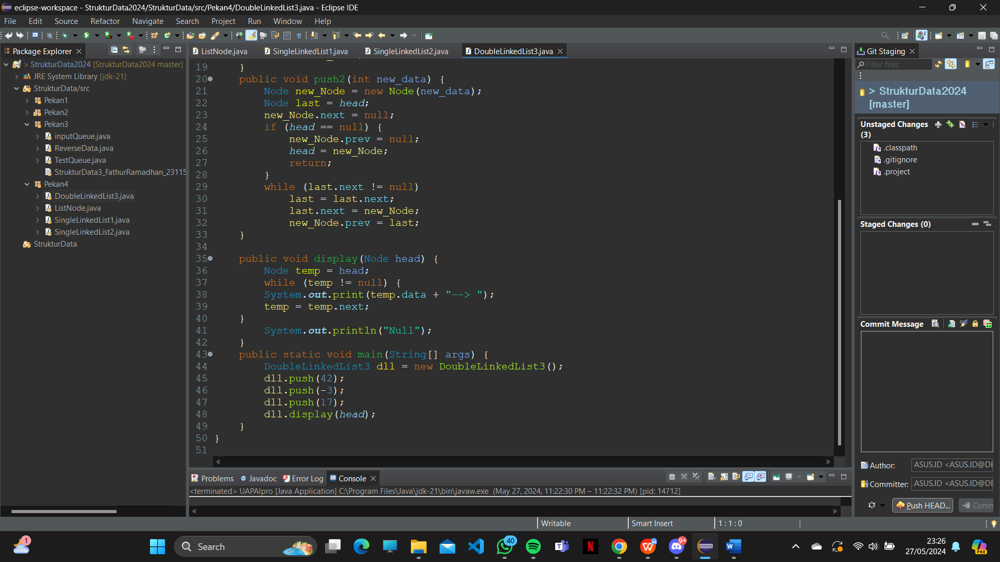 eclipse-workspace - StrukturData2024/StrukturData/src/Pekan4/DoubleLinkedList3.java - Eclipse IDE
File Edit Source Refactor Navigate Search Project Run Window Help
Package Explorer
> StrukturData2024 [StrukturData2024 master]
JRE System Library [jdk-21]
StrukturData/src
Pekan1
Pekan2
Pekan3
inputQueue.java
ReverseData.java
TestQueue.java
StrukturData3_FathurRamadhan_23115
Pekan4
DoubleLinkedList3.java
ListNode.java
SingleLinkedList1.java
SingleLinkedList2.java
StrukturData
ListNode.java SingleLinkedList1.java SingleLinkedList2.java DoubleLinkedList3.java
19 }
20 public void push2(int new_data) {
21 Node new_Node = new Node(new_data);
22 Node last = head;
23 new_Node.next = null;
24 if (head == null) {
25 new_Node.prev = null;
26 head = new_Node;
27 return;
28 }
29 while (last.next != null)
30 last = last.next;
31 last.next = new_Node;
32 new_Node.prev = last;
33 }
34
35 public void display(Node head) {
36 Node temp = head;
37 while (temp != null) {
38 System.out.print(temp.data + "--> ");
39 temp = temp.next;
40 }
41 System.out.println("Null");
42 }
43 public static void main(String[] args) {
44 DoubleLinkedList3 dll = new DoubleLinkedList3();
45 dll.push(42);
46 dll.push(-3);
47 dll.push(17);
48 dll.display(head);
49 }
50 }
51
Problems Javadoc Error Log Console
<terminated> UAPAlpro [Java Application] C:\Program Files\Java\jdk-21\bin\javaw.exe (May 27, 2024, 11:22:30 PM – 11:22:32 PM) [pid: 14712]
Git Staging
Filter files
> StrukturData2024
[master]
Unstaged Changes
(3)
.classpath
.gitignore
.project
Staged Changes (0)
Commit Message
Author: ASUS.ID <ASUS.ID@DE
Committer: ASUS.ID <ASUS.ID@DE
Push HEAD... Comm
Writable Smart Insert 1 : 1 : 0
1
Search
40
9+
23:26
27/05/2024
PRE